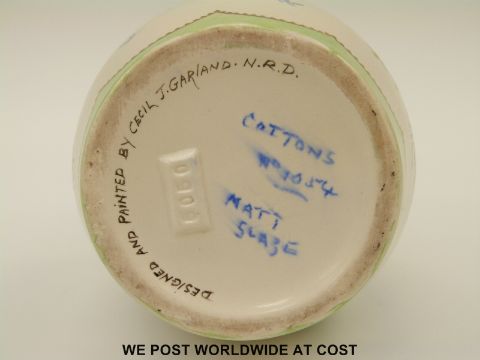 DESIGNED AND PAINTED BY CECIL J. GARLAND. N.R.D.
COTTONS
No 1054
MATT
GLAZE
WE POST WORLDWIDE AT COST